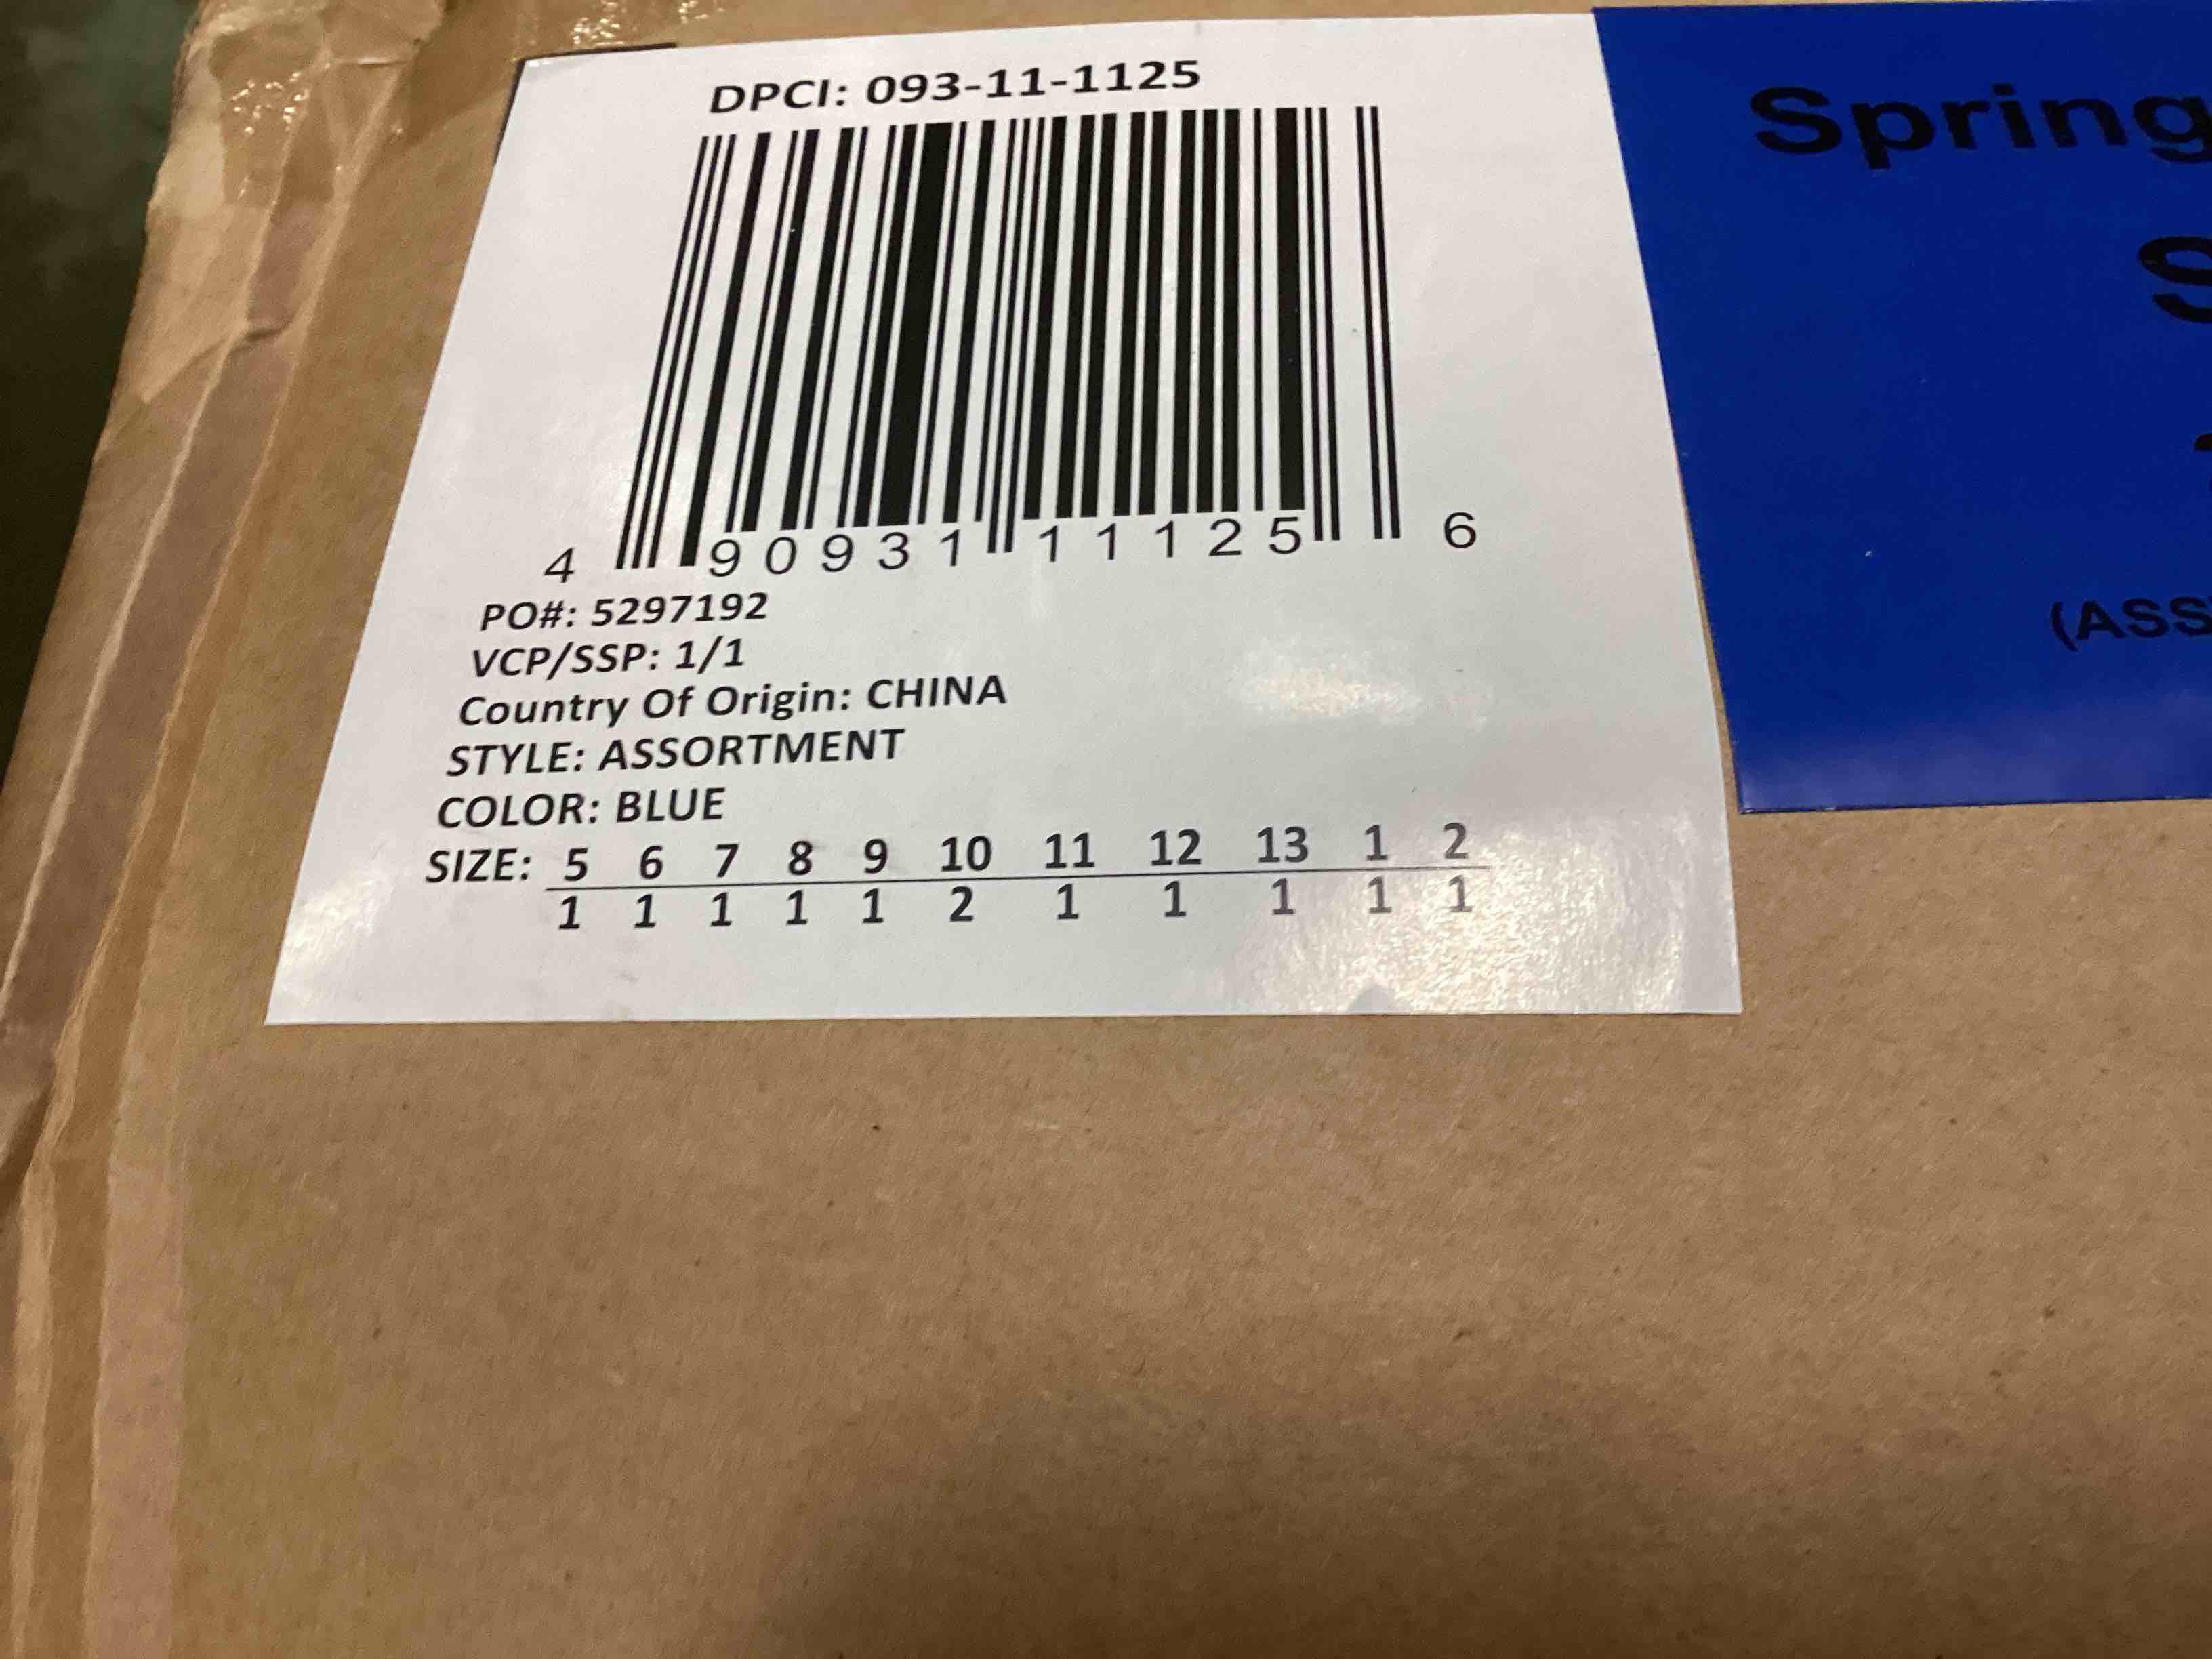 DPCI: 093-11-1125
4 90931 11125 6
PO#: 5297192
VCP/SSP: 1/1
Country Of Origin: CHINA
STYLE: ASSORTMENT
COLOR: BLUE
SIZE: 5 6 7 8 9 10 11 12 13 1 2
1 1 1 1 1 2 1 1 1 1 1
Spring
S
(ASS